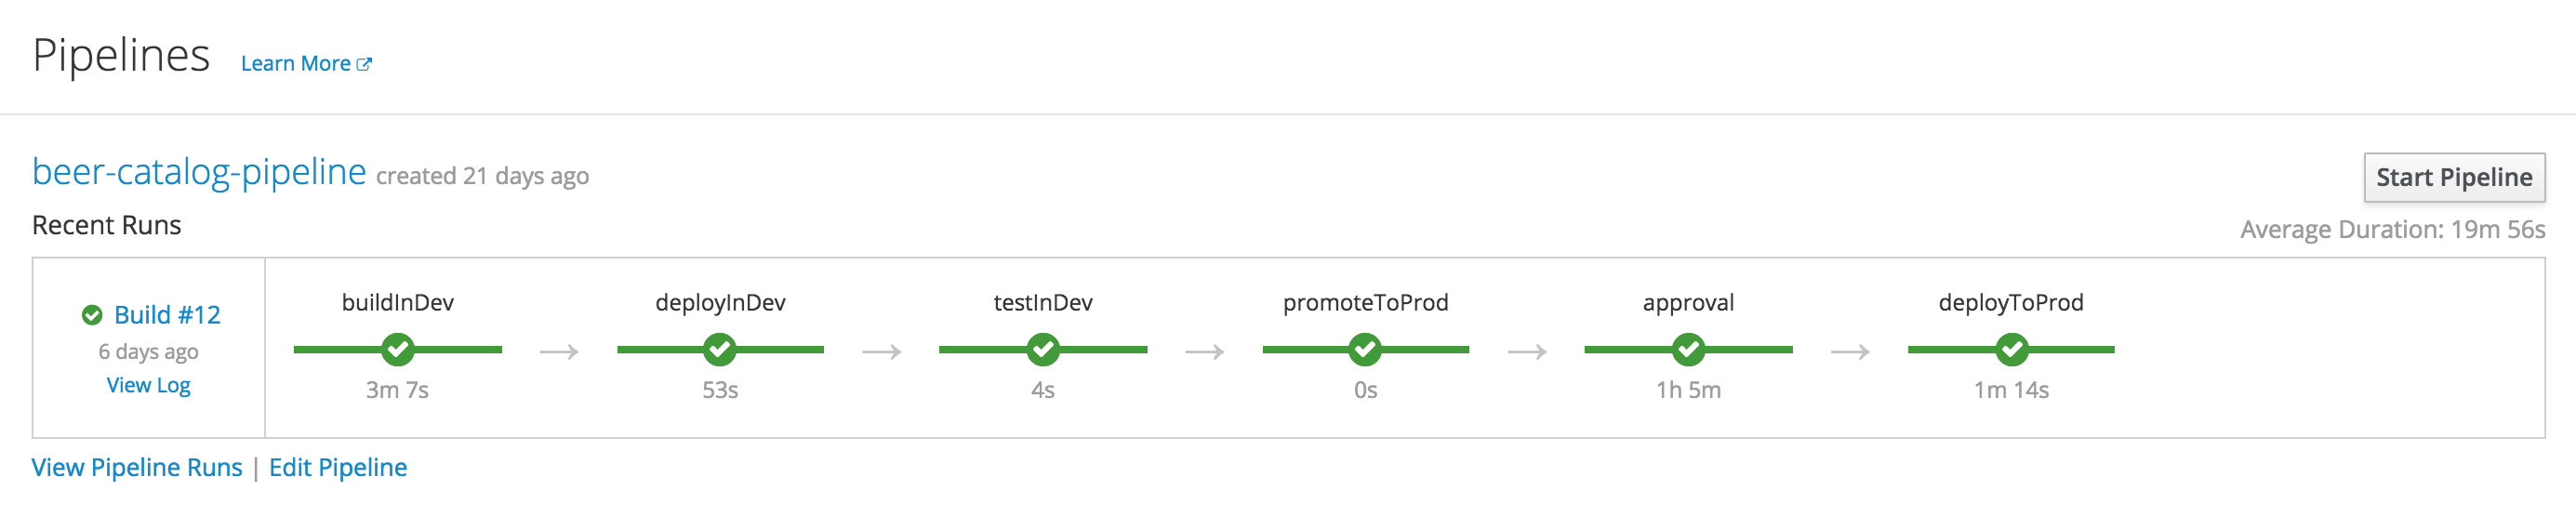 Pipelines Learn More
beer-catalog-pipeline created 21 days ago
Start Pipeline
Recent Runs
Average Duration: 19m 56s
Build #12
6 days ago
View Log
buildInDev
3m 7s
deployInDev
53s
testInDev
4s
promoteToProd
0s
approval
1h 5m
deployToProd
1m 14s
View Pipeline Runs | Edit Pipeline